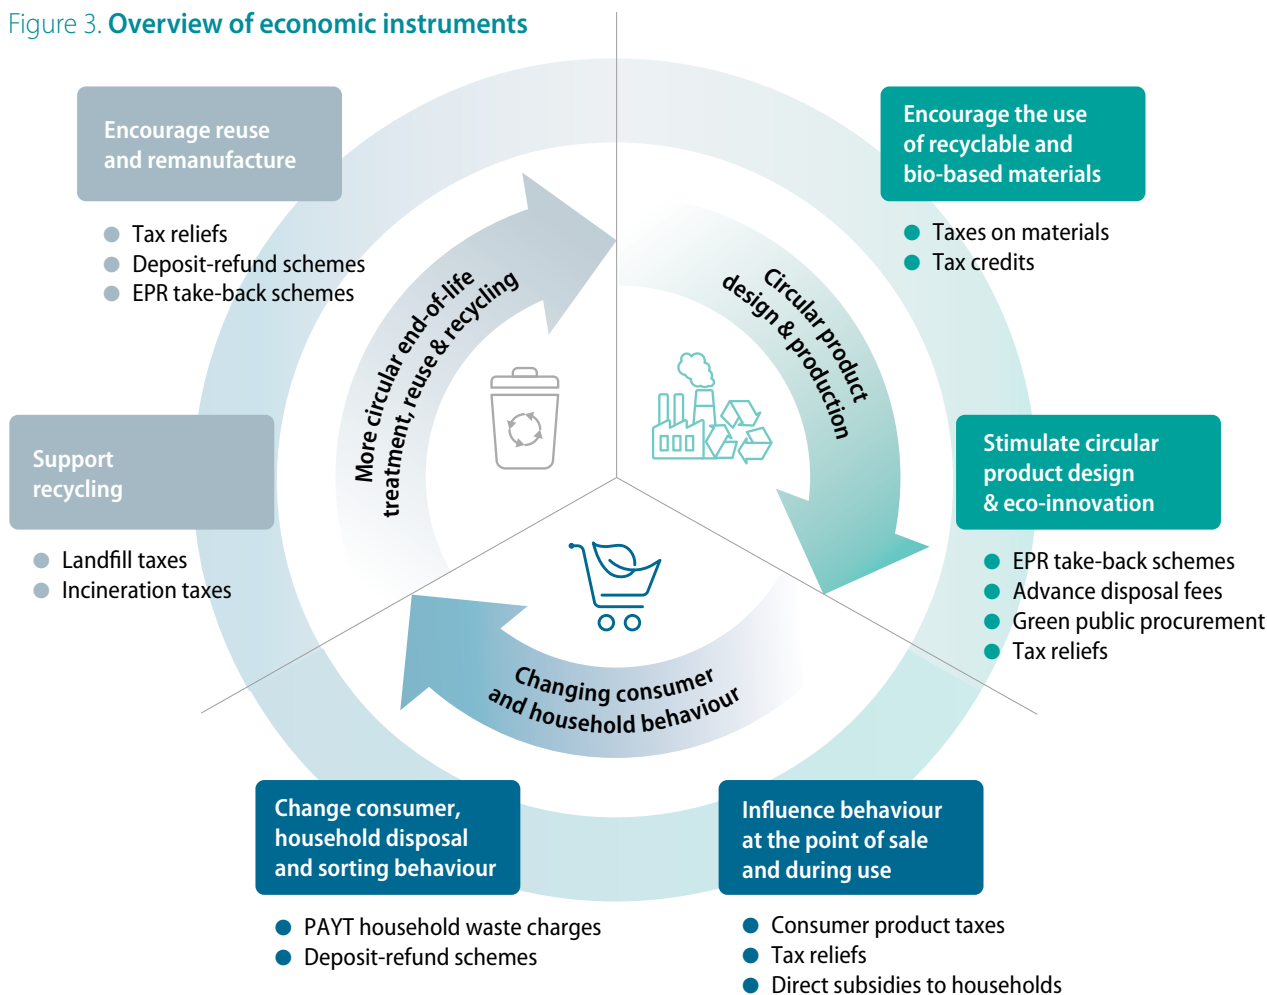 Figure 3. Overview of economic instruments
Encourage reuse
and remanufacture
Tax reliefs
Deposit-refund schemes
EPR take-back schemes
Support
recycling
Landfill taxes
Incineration taxes
More circular end-of-life
treatment, reuse & recycling
Circular product
design & production
Changing consumer
and household behaviour
Encourage the use
of recyclable and
bio-based materials
Taxes on materials
Tax credits
Stimulate circular
product design
& eco-innovation
EPR take-back schemes
Advance disposal fees
Green public procurement
Tax reliefs
Change consumer,
household disposal
and sorting behaviour
PAYT household waste charges
Deposit-refund schemes
Influence behaviour
at the point of sale
and during use
Consumer product taxes
Tax reliefs
Direct subsidies to households